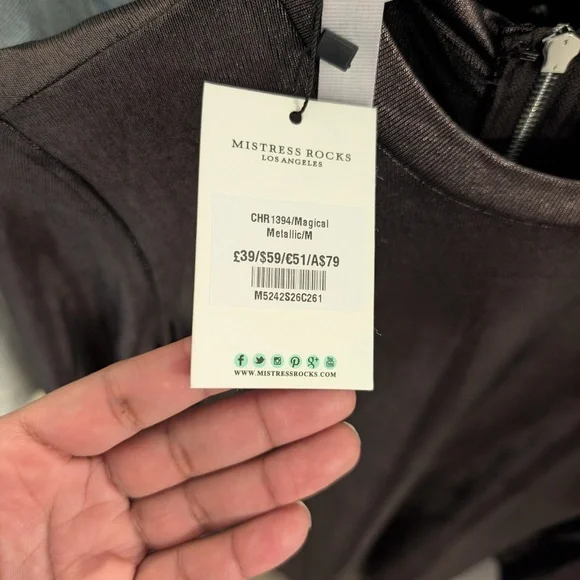 MISTRESS ROCKS
LOS ANGELES
CHR1394/Magical
Metallic/M
£39/$59/€51/A$79
M5242S26C261
WWW.MISTRESSROCKS.COM